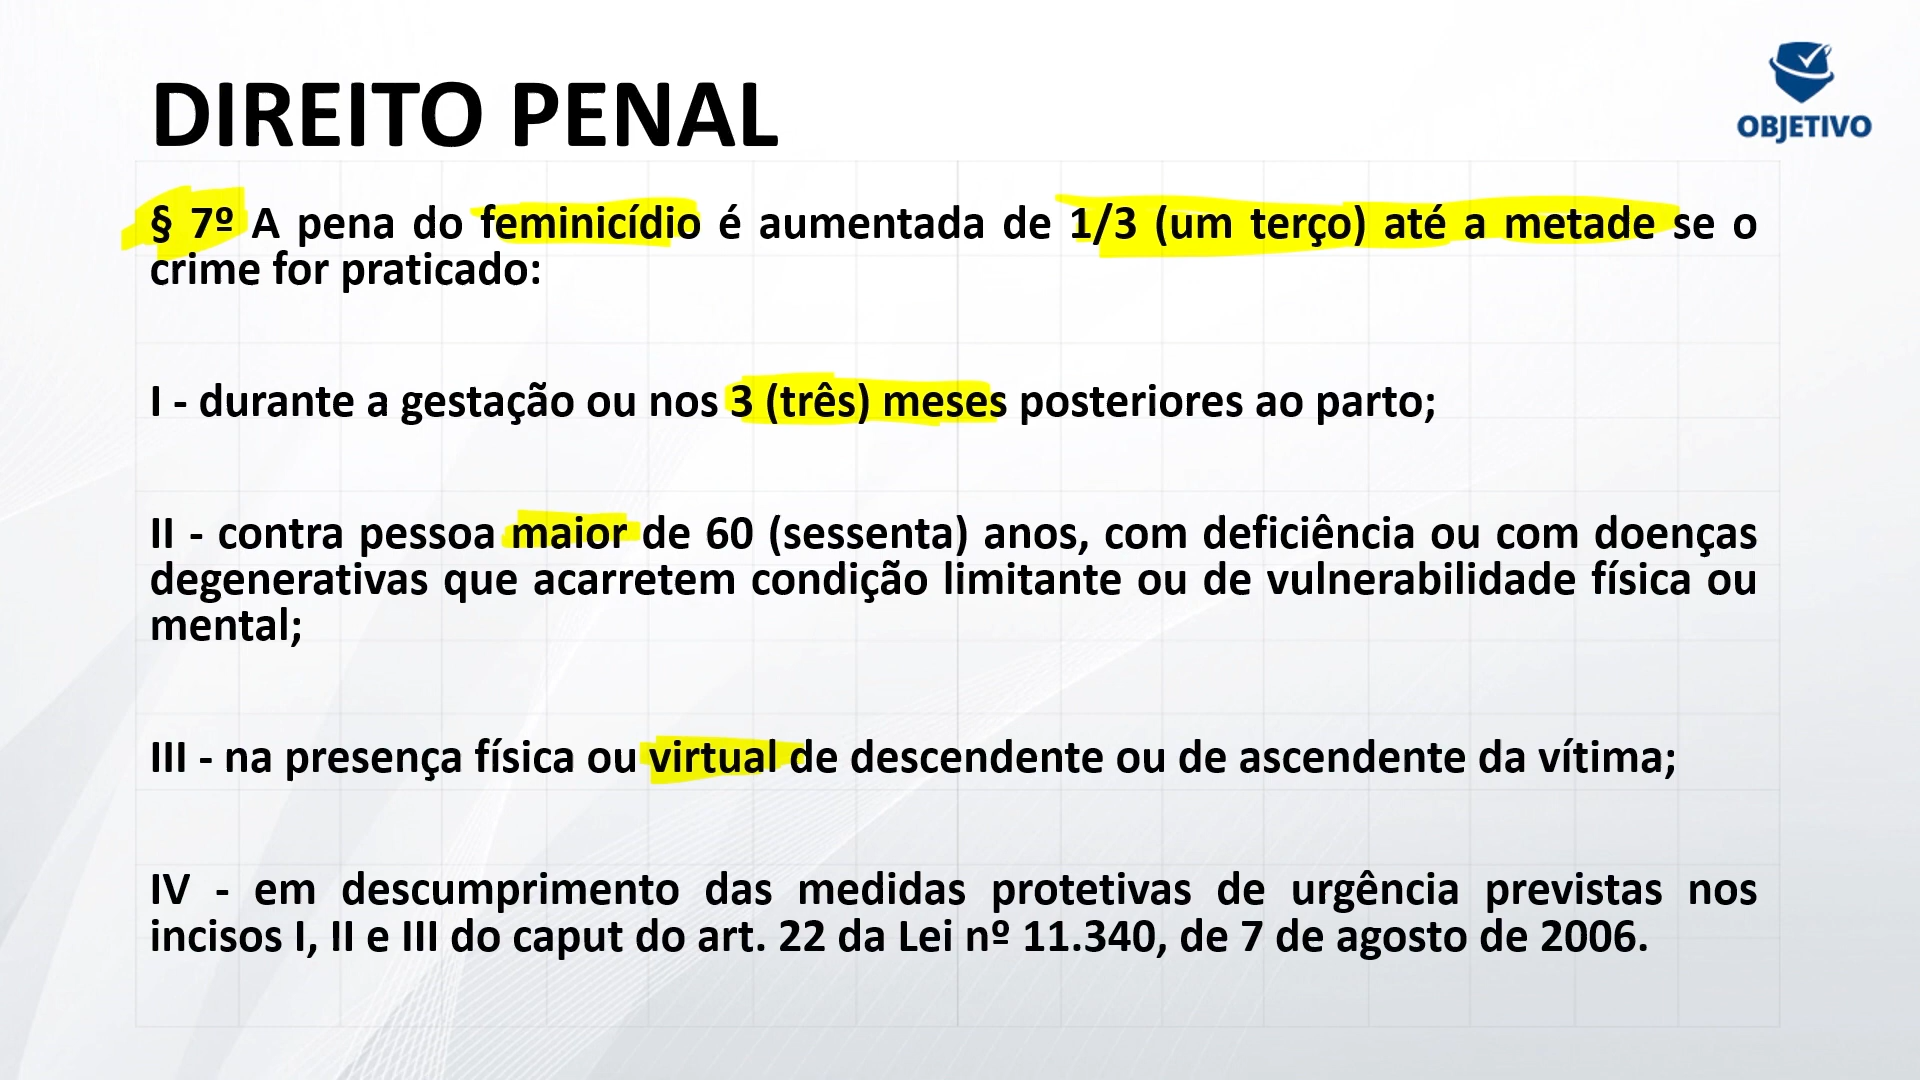 DIREITO PENAL
OBJETIVO
§ 7º A pena do feminicídio é aumentada de 1/3 (um terço) até a metade se o
crime for praticado:
I - durante a gestação ou nos 3 (três) meses posteriores ao parto;
II - contra pessoa maior de 60 (sessenta) anos, com deficiência ou com doenças
degenerativas que acarretem condição limitante ou de vulnerabilidade física ou
mental;
III - na presença física ou virtual de descendente ou de ascendente da vítima;
IV - em descumprimento das medidas protetivas de urgência previstas nos
incisos I, II e III do caput do art. 22 da Lei nº 11.340, de 7 de agosto de 2006.